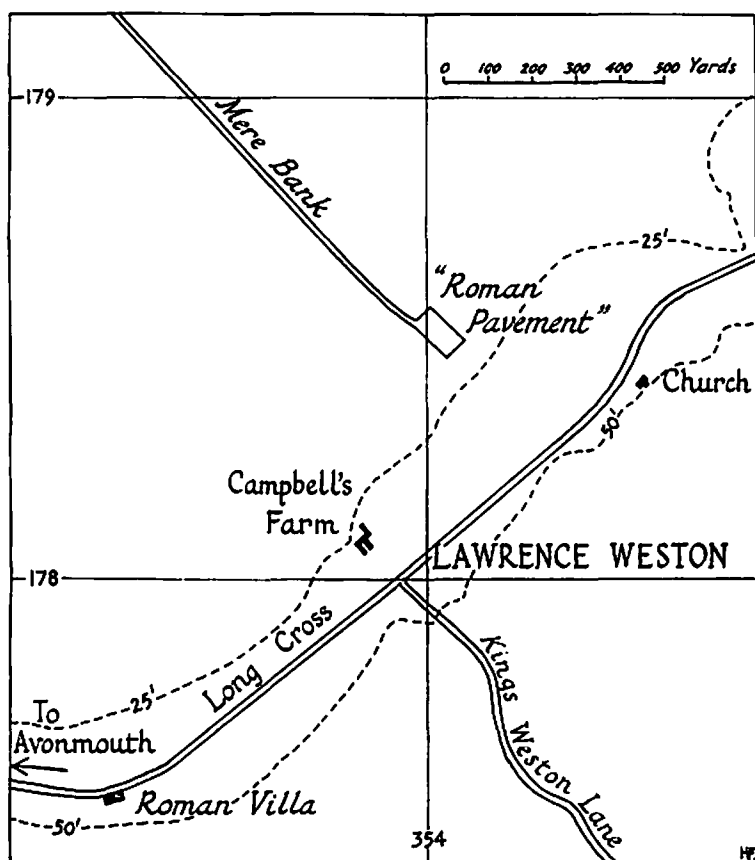 0 100 200 300 400 500 Yards
179
Mere Bank
25'
"Roman
Pavement"
Church
50'
Campbell's
Farm
178
LAWRENCE WESTON
Long Cross
Kings Weston Lane
25'
To
Avonmouth
Roman Villa
50'
354